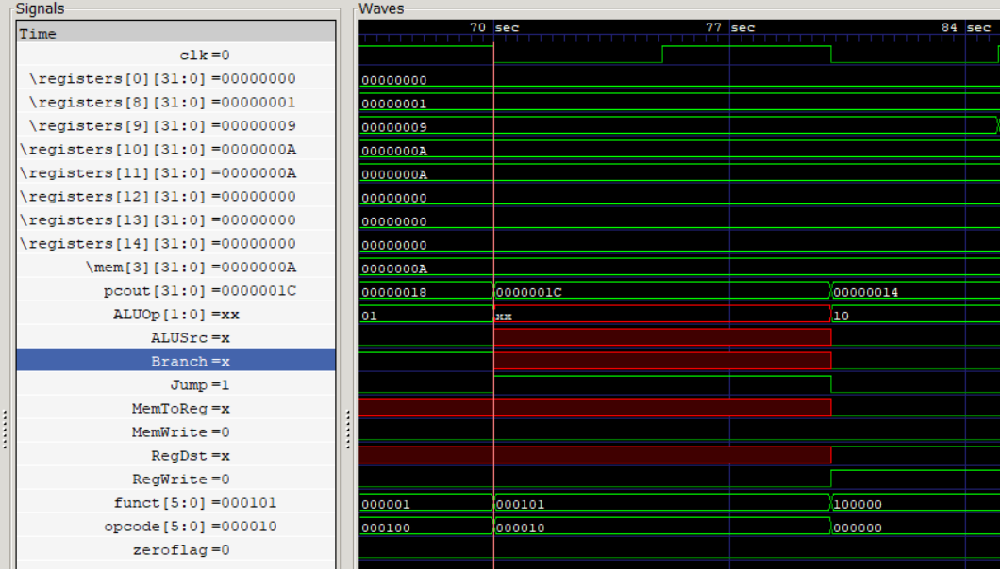 Signals
Waves
Time
70 sec 77 sec 84 sec
clk=0
\registers[0][31:0]=00000000 00000000
\registers[8][31:0]=00000001 00000001
\registers[9][31:0]=00000009 00000009
\registers[10][31:0]=0000000A 0000000A
\registers[11][31:0]=0000000A 0000000A
\registers[12][31:0]=00000000 00000000
\registers[13][31:0]=00000000 00000000
\registers[14][31:0]=00000000 00000000
\mem[3][31:0]=0000000A 0000000A
pcout[31:0]=0000001C 00000018 0000001C 00000014
ALUOp[1:0]=xx 01 xx 10
ALUSrc=x
Branch=x
Jump=1
MemToReg=x
MemWrite=0
RegDst=x
RegWrite=0
funct[5:0]=000101 000001 000101 100000
opcode[5:0]=000010 000100 000010 000000
zeroflag=0